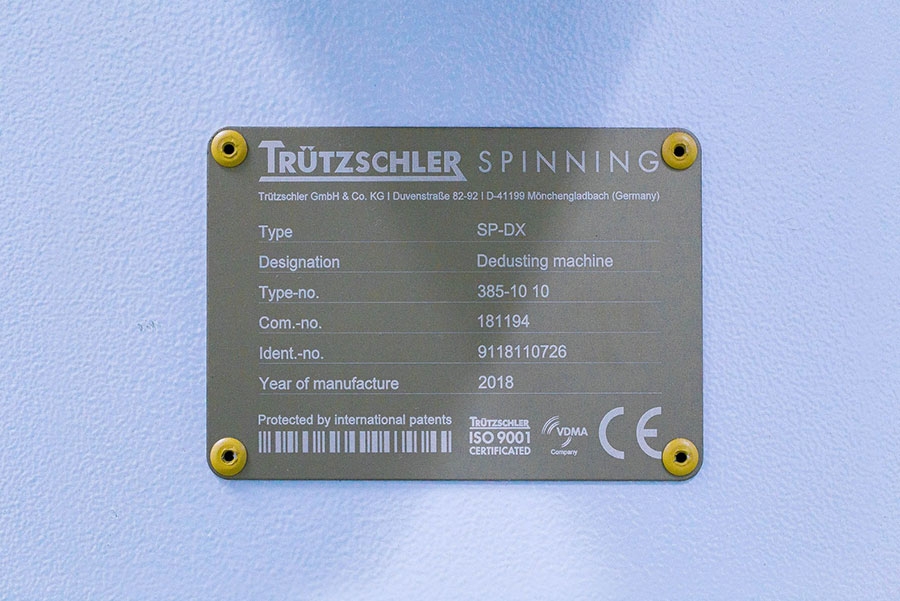 TRÜTZSCHLER SPINNING
Trützschler GmbH & Co. KG I Duvenstraße 82-92 I D-41199 Mönchengladbach (Germany)
Type SP-DX
Designation Dedusting machine
Type-no. 385-10 10
Com.-no. 181194
Ident.-no. 9118110726
Year of manufacture 2018
Protected by international patents
TRÜTZSCHLER
ISO 9001
CERTIFIED
VDMA
Company
CE